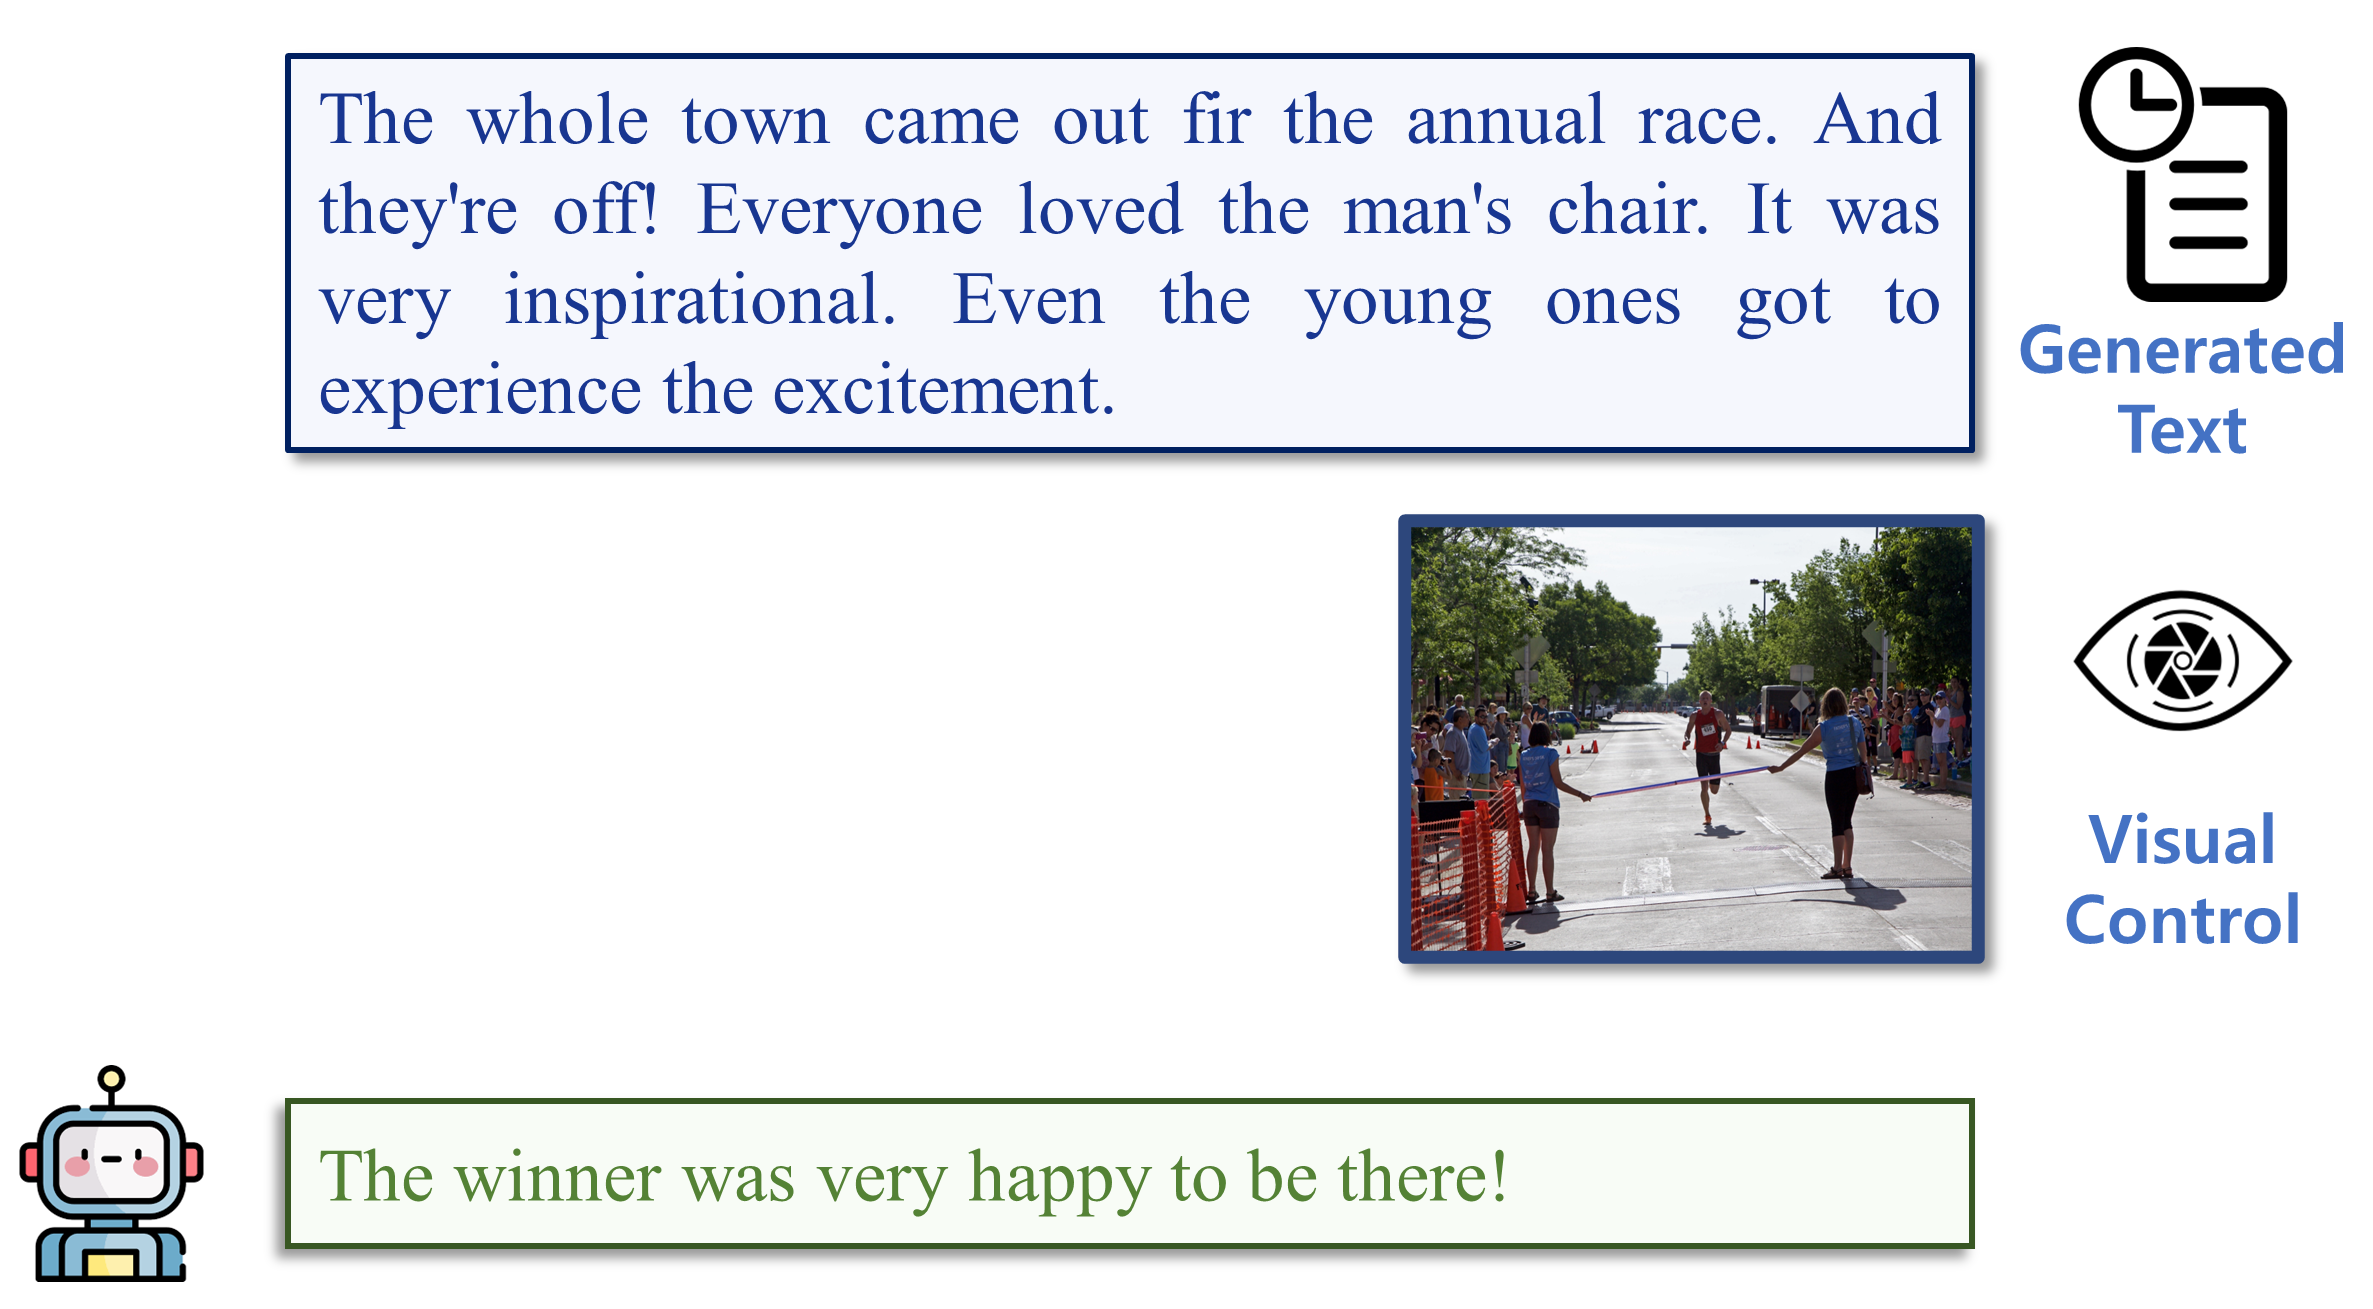 The whole town came out fir the annual race. And
they're off! Everyone loved the man's chair. It was
very inspirational. Even the young ones got to
experience the excitement.
Generated
Text
Visual
Control
The winner was very happy to be there!